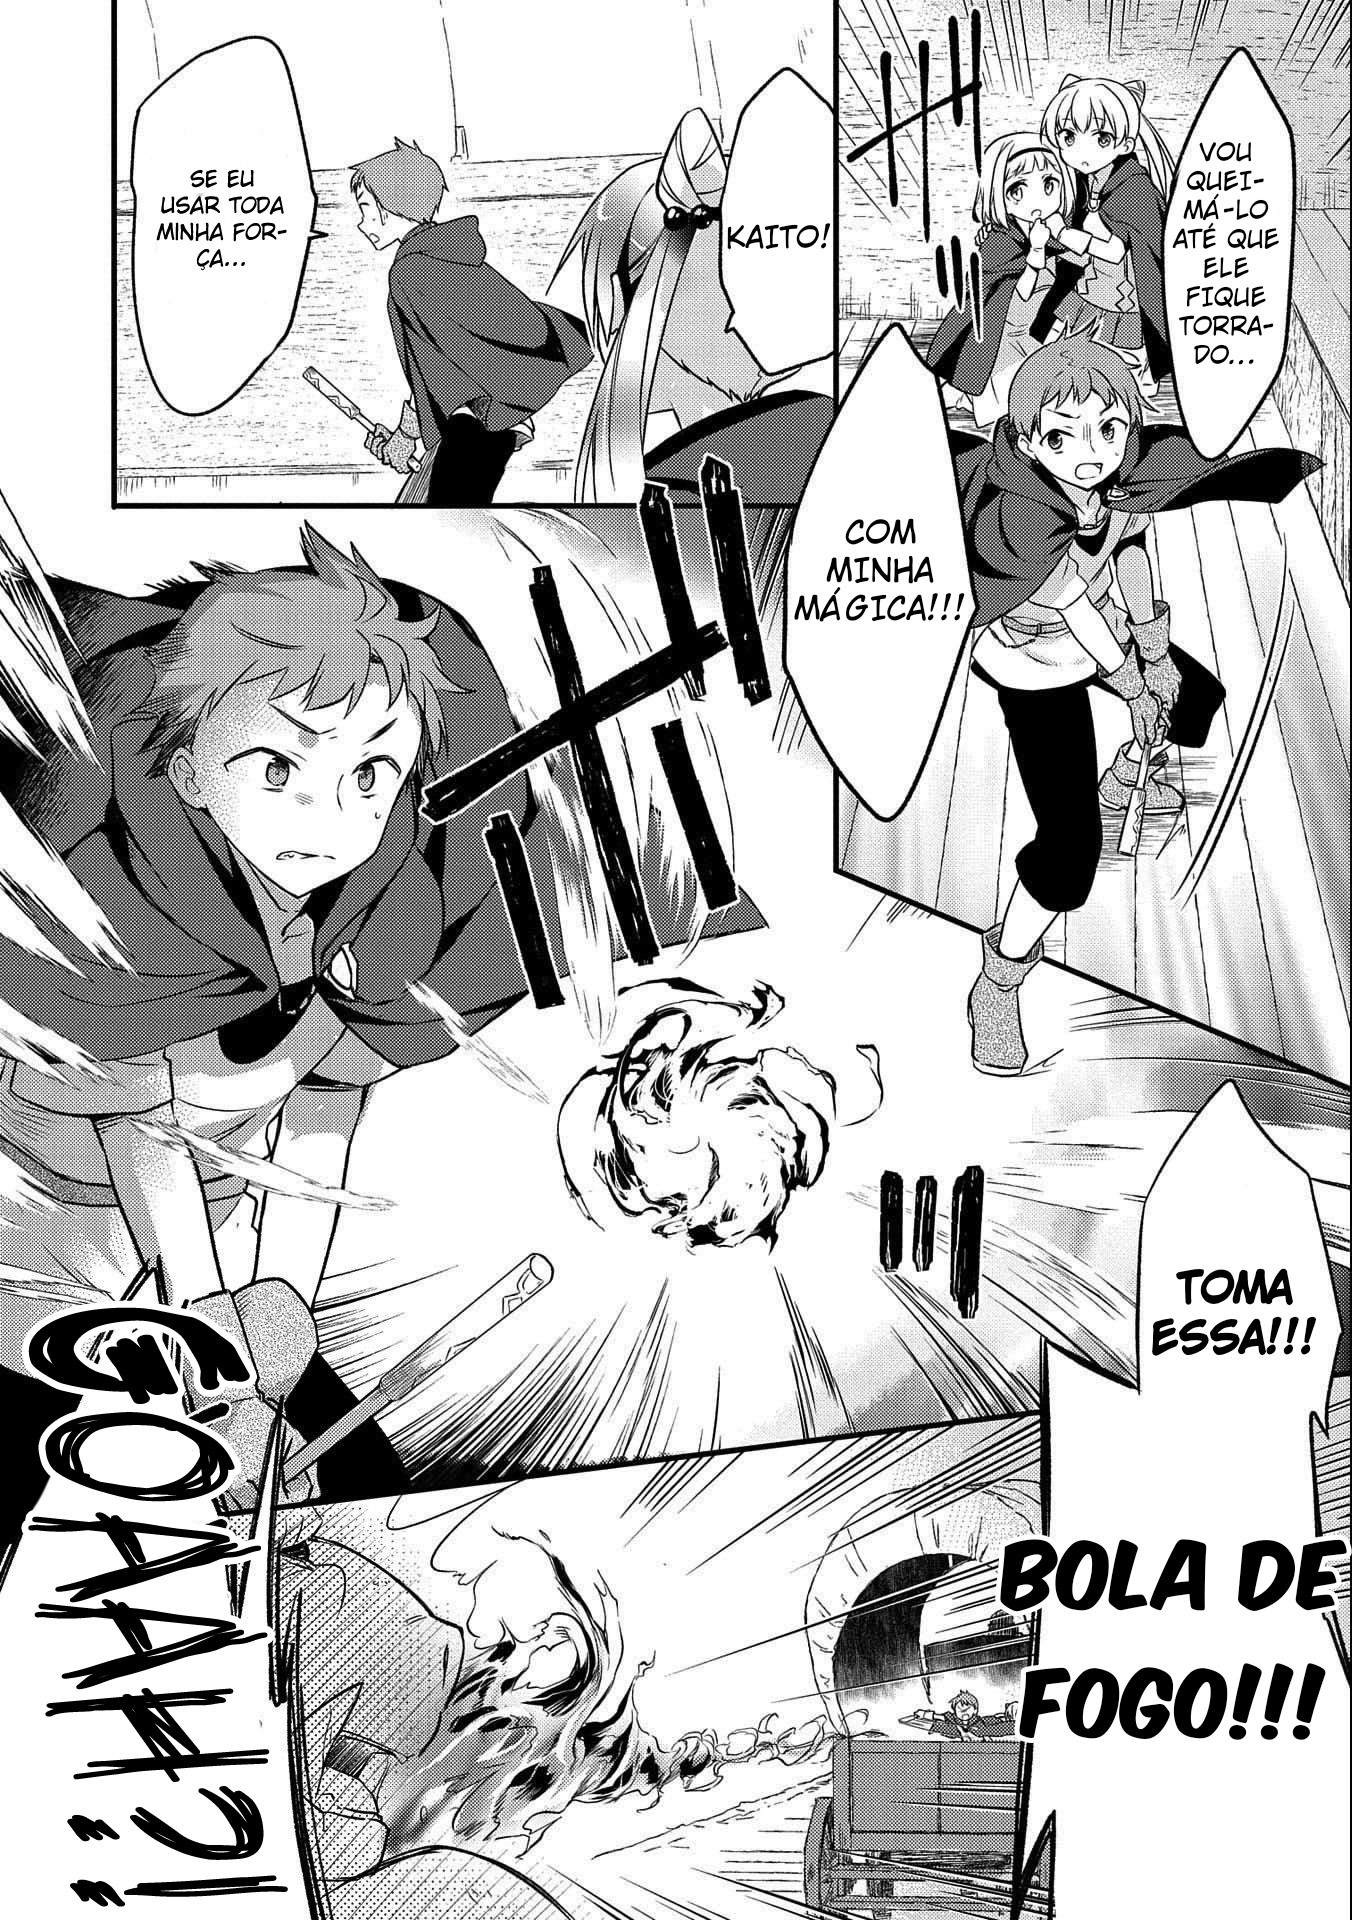 VOU
QUEI-
MÁ-LO
ATÉ QUE
ELE
FIQUE
TORRA-
DO...
COM
MINHA
MÁGICA!!!
KAITO!
SE EU
USAR TODA
MINHA FOR-
ÇA...
TOMA
ESSA!!!
BOLA DE
FOGO!!!
GÓAAH?!